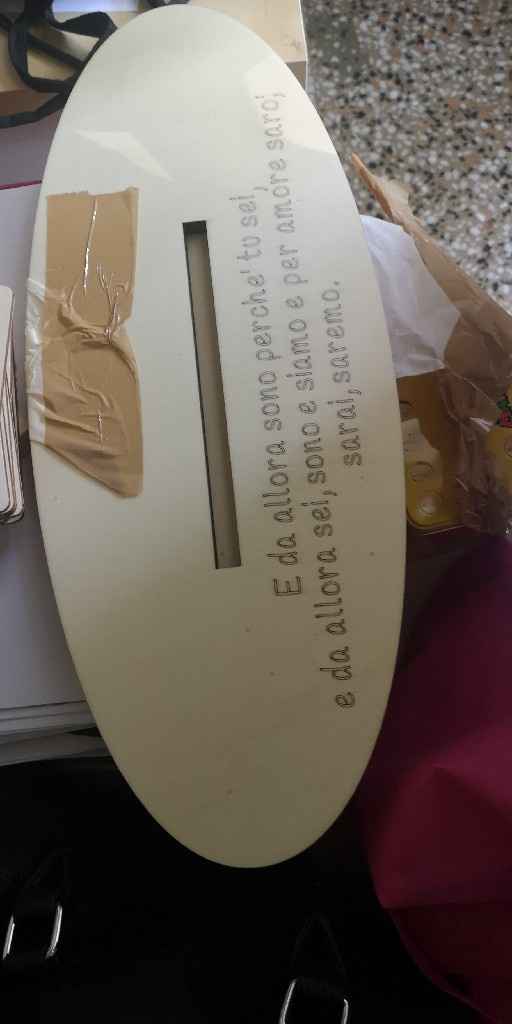 E da allora sono perche' tu sei,
e da allora sei, sono e siamo e per amore saro',
sarai, saremo.